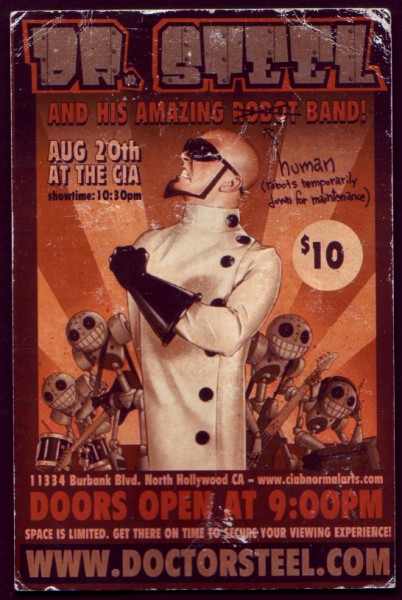 DR. STEEL
AND HIS AMAZING ROBOT BAND!
AUG 20th
AT THE CIA
showtime: 10:30pm
human
(robots temporarily
down for maintenance)
$10
11334 Burbank Blvd. North Hollywood CA – www.ciabnormalarts.com
DOORS OPEN AT 9:00PM
SPACE IS LIMITED. GET THERE ON TIME TO SECURE YOUR VIEWING EXPERIENCE!
WWW.DOCTORSTEEL.COM